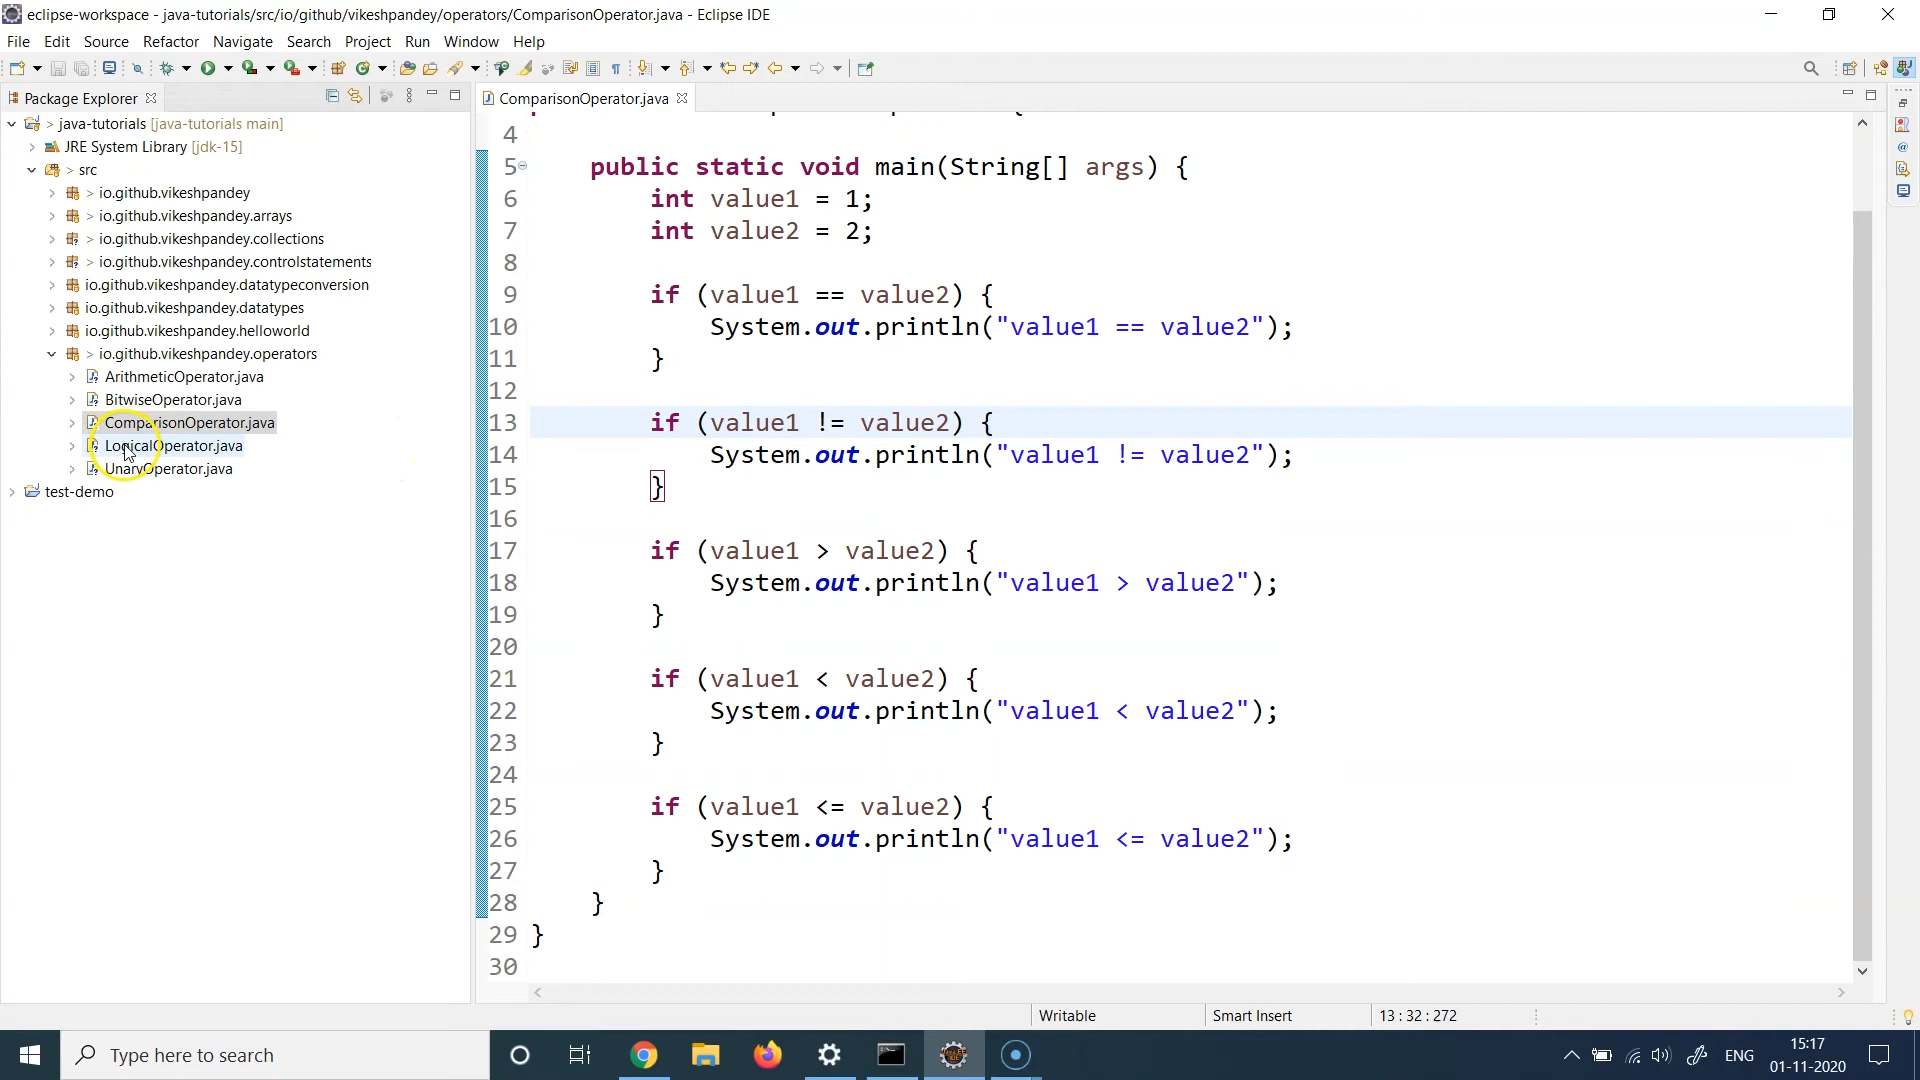 eclipse-workspace - java-tutorials/src/io/github/vikeshpandey/operators/ComparisonOperator.java - Eclipse IDE
File Edit Source Refactor Navigate Search Project Run Window Help
Package Explorer
ComparisonOperator.java
> java-tutorials [java-tutorials main]
JRE System Library [jdk-15]
> src
> io.github.vikeshpandey
> io.github.vikeshpandey.arrays
> io.github.vikeshpandey.collections
> io.github.vikeshpandey.controlstatements
io.github.vikeshpandey.datatypeconversion
io.github.vikeshpandey.datatypes
io.github.vikeshpandey.helloworld
> io.github.vikeshpandey.operators
ArithmeticOperator.java
BitwiseOperator.java
ComparisonOperator.java
LogicalOperator.java
UnaryOperator.java
test-demo
4
5 public static void main(String[] args) {
6 int value1 = 1;
7 int value2 = 2;
8
9 if (value1 == value2) {
10 System.out.println("value1 == value2");
11 }
12
13 if (value1 != value2) {
14 System.out.println("value1 != value2");
15 }
16
17 if (value1 > value2) {
18 System.out.println("value1 > value2");
19 }
20
21 if (value1 < value2) {
22 System.out.println("value1 < value2");
23 }
24
25 if (value1 <= value2) {
26 System.out.println("value1 <= value2");
27 }
28 }
29 }
30
Writable Smart Insert 13 : 32 : 272
Type here to search
ENG
15:17
01-11-2020